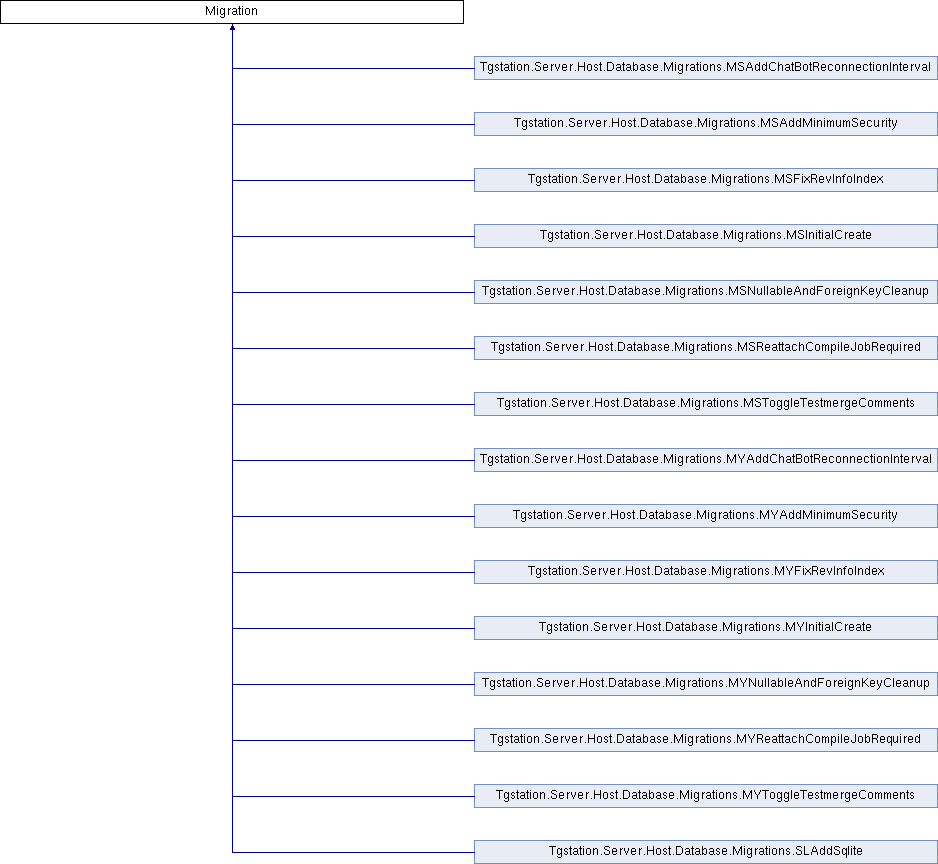 Migration
Tgstation.Server.Host.Database.Migrations.MSAddChatBotReconnectionInterval
Tgstation.Server.Host.Database.Migrations.MSAddMinimumSecurity
Tgstation.Server.Host.Database.Migrations.MSFixRevInfoIndex
Tgstation.Server.Host.Database.Migrations.MSInitialCreate
Tgstation.Server.Host.Database.Migrations.MSNullableAndForeignKeyCleanup
Tgstation.Server.Host.Database.Migrations.MSReattachCompileJobRequired
Tgstation.Server.Host.Database.Migrations.MSToggleTestmergeComments
Tgstation.Server.Host.Database.Migrations.MYAddChatBotReconnectionInterval
Tgstation.Server.Host.Database.Migrations.MYAddMinimumSecurity
Tgstation.Server.Host.Database.Migrations.MYFixRevInfoIndex
Tgstation.Server.Host.Database.Migrations.MYInitialCreate
Tgstation.Server.Host.Database.Migrations.MYNullableAndForeignKeyCleanup
Tgstation.Server.Host.Database.Migrations.MYReattachCompileJobRequired
Tgstation.Server.Host.Database.Migrations.MYToggleTestmergeComments
Tgstation.Server.Host.Database.Migrations.SLAddSqlite